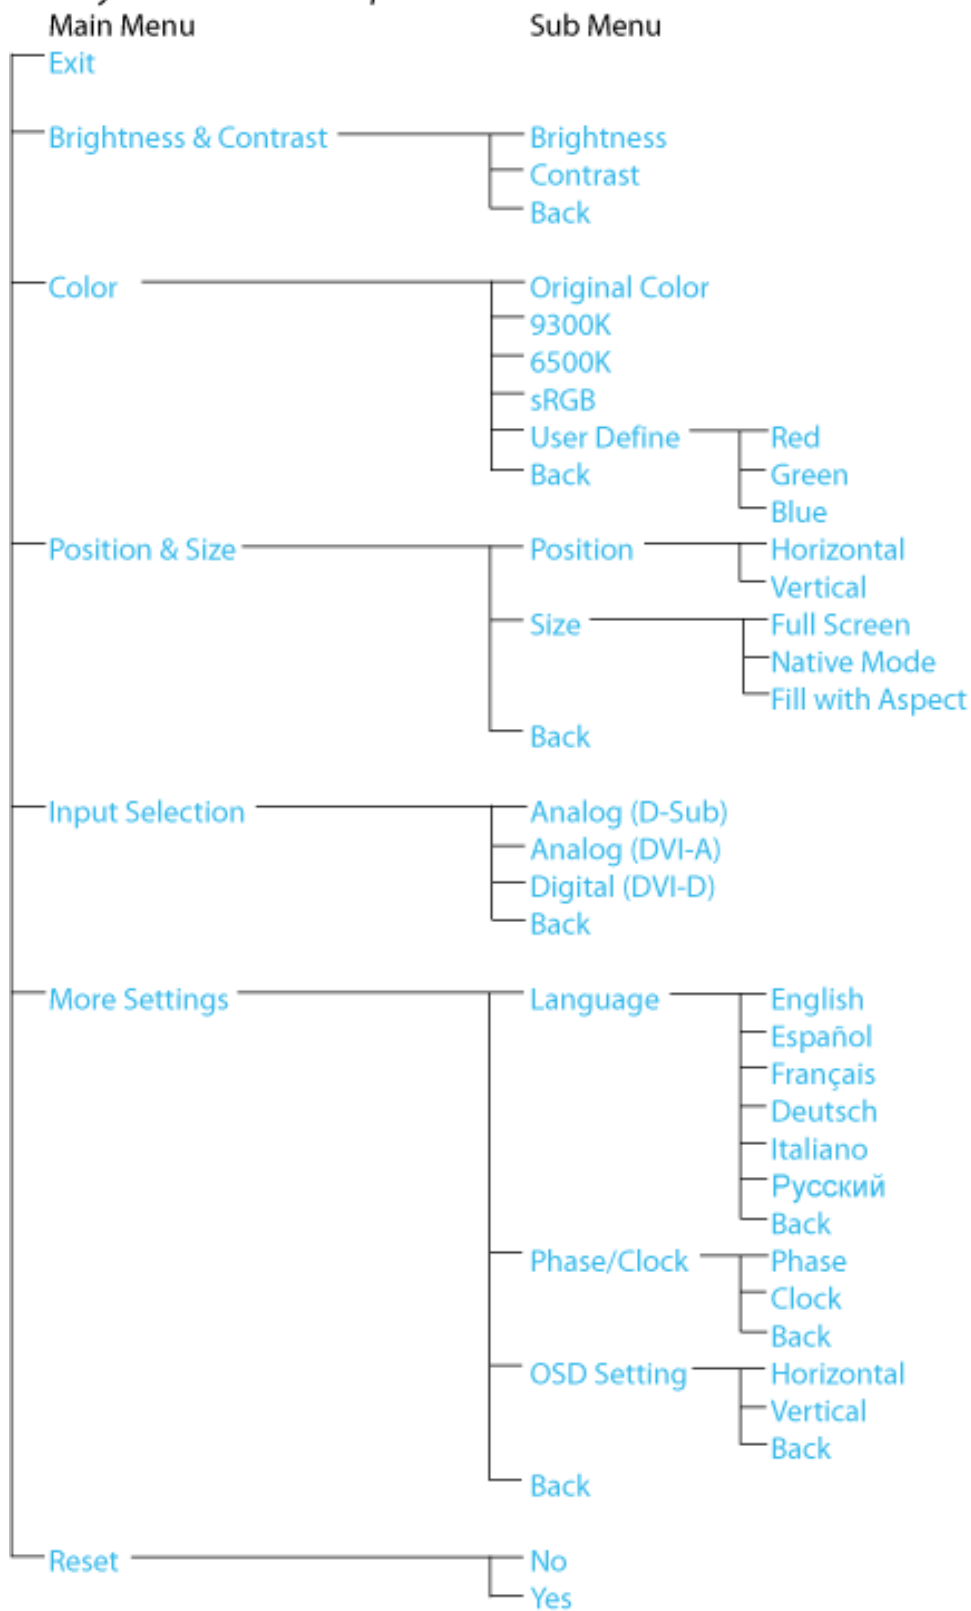 Main Menu Sub Menu
Exit
Brightness & Contrast Brightness
Contrast
Back
Color Original Color
9300K
6500K
sRGB
User Define Red
Back Green
Blue
Position & Size Position Horizontal
Vertical
Size Full Screen
Native Mode
Fill with Aspect
Back
Input Selection Analog (D-Sub)
Analog (DVI-A)
Digital (DVI-D)
Back
More Settings Language English
Español
Français
Deutsch
Italiano
Русский
Back
Phase/Clock Phase
Clock
Back
OSD Setting Horizontal
Vertical
Back
Back
Reset No
Yes